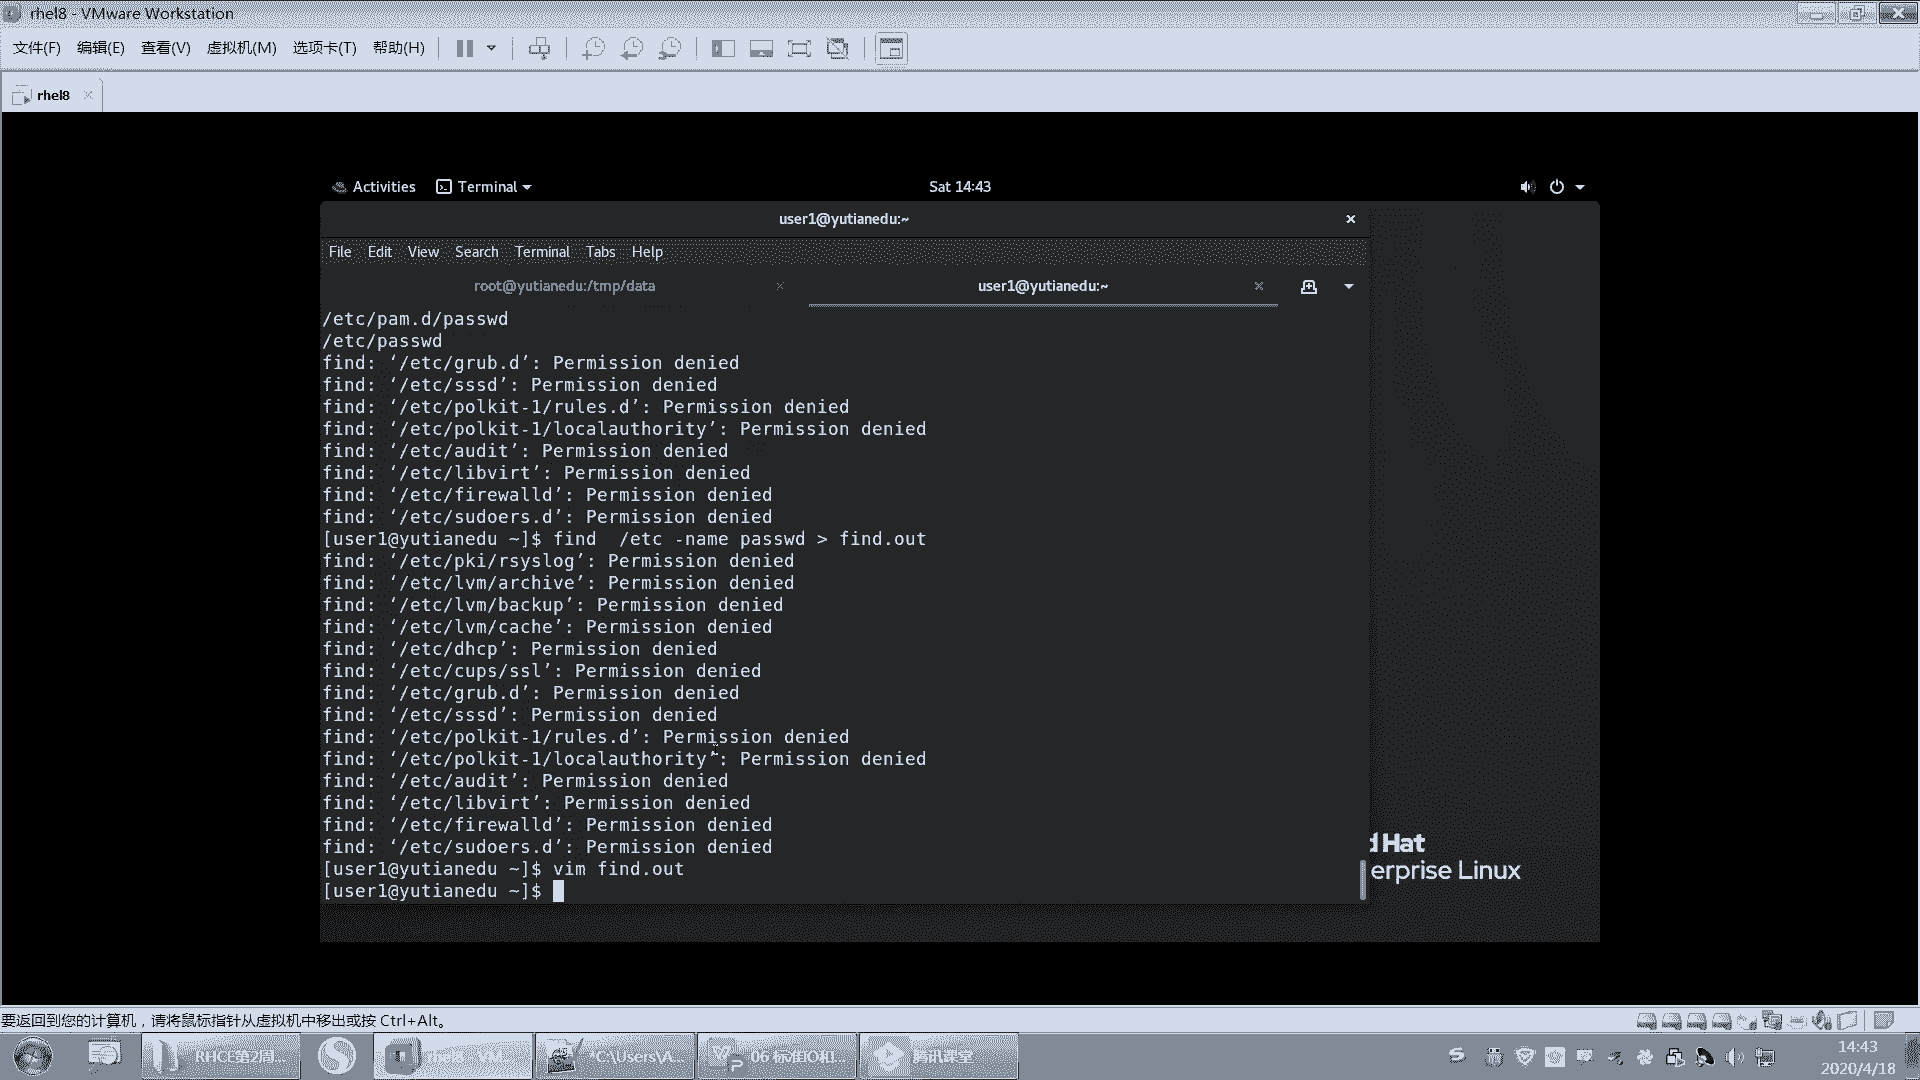 rhel8 - VMware Workstation
文件(F) 编辑(E) 查看(V) 虚拟机(M) 选项卡(T) 帮助(H)
rhel8
Activities Terminal Sat 14:43
user1@yutianedu:~
File Edit View Search Terminal Tabs Help
root@yutianedu:/tmp/data user1@yutianedu:~
/etc/pam.d/passwd
/etc/passwd
find: ‘/etc/grub.d’: Permission denied
find: ‘/etc/sssd’: Permission denied
find: ‘/etc/polkit-1/rules.d’: Permission denied
find: ‘/etc/polkit-1/localauthority’: Permission denied
find: ‘/etc/audit’: Permission denied
find: ‘/etc/libvirt’: Permission denied
find: ‘/etc/firewalld’: Permission denied
find: ‘/etc/sudoers.d’: Permission denied
[user1@yutianedu ~]$ find  /etc -name passwd > find.out
find: ‘/etc/pki/rsyslog’: Permission denied
find: ‘/etc/lvm/archive’: Permission denied
find: ‘/etc/lvm/backup’: Permission denied
find: ‘/etc/lvm/cache’: Permission denied
find: ‘/etc/dhcp’: Permission denied
find: ‘/etc/cups/ssl’: Permission denied
find: ‘/etc/grub.d’: Permission denied
find: ‘/etc/sssd’: Permission denied
find: ‘/etc/polkit-1/rules.d’: Permission denied
find: ‘/etc/polkit-1/localauthority’: Permission denied
find: ‘/etc/audit’: Permission denied
find: ‘/etc/libvirt’: Permission denied
find: ‘/etc/firewalld’: Permission denied
find: ‘/etc/sudoers.d’: Permission denied
[user1@yutianedu ~]$ vim find.out
[user1@yutianedu ~]$
d Hat
erprise Linux
要返回到您的计算机，请将鼠标指针从虚拟机中移出或按 Ctrl+Alt。
RHCE第2周... rhel8 - VM... *C:\Users\A... 06 标准IO和... 腾讯课堂
14:43
2020/4/18